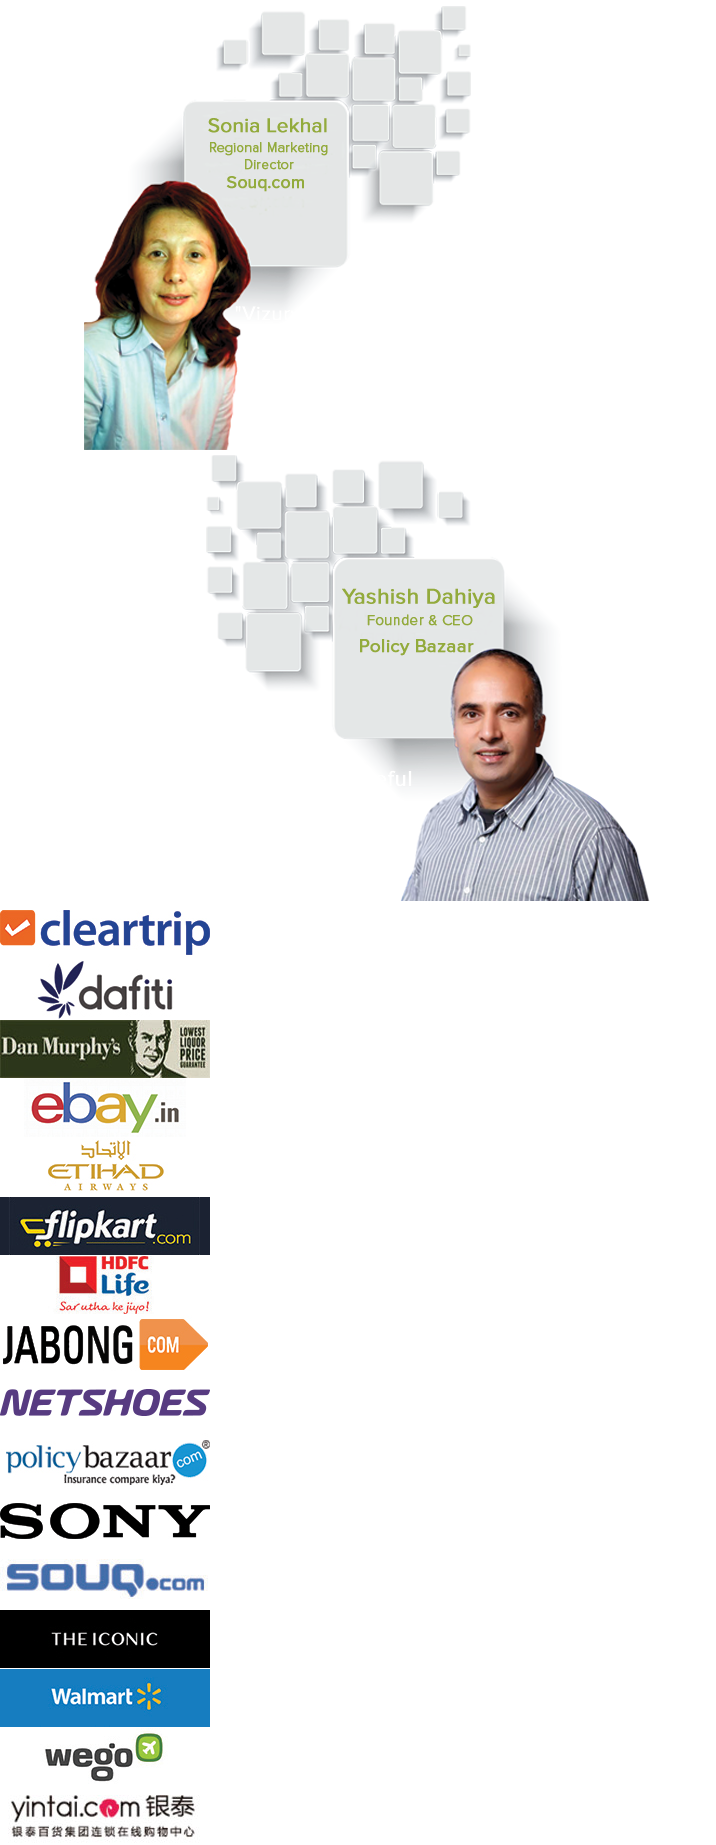 Sonia Lekhal
Regional Marketing
Director
Souq.com
Yashish Dahiya
Founder & CEO
Policy Bazaar
cleartrip
dafiti
Dan Murphy's
LOWEST
LIQUOR
PRICE
GUARANTEE
ebay.in
الإتحاد
ETIHAD
AIRWAYS
flipkart.com
HDFC
Life
Sar utha ke jiyo!
JABONG COM
NETSHOES
policybazaar com ®
Insurance compare kiya?
SONY
souq.com
THE ICONIC
Walmart
wego
yintai.com 银泰
银泰百货集团连锁在线购物中心